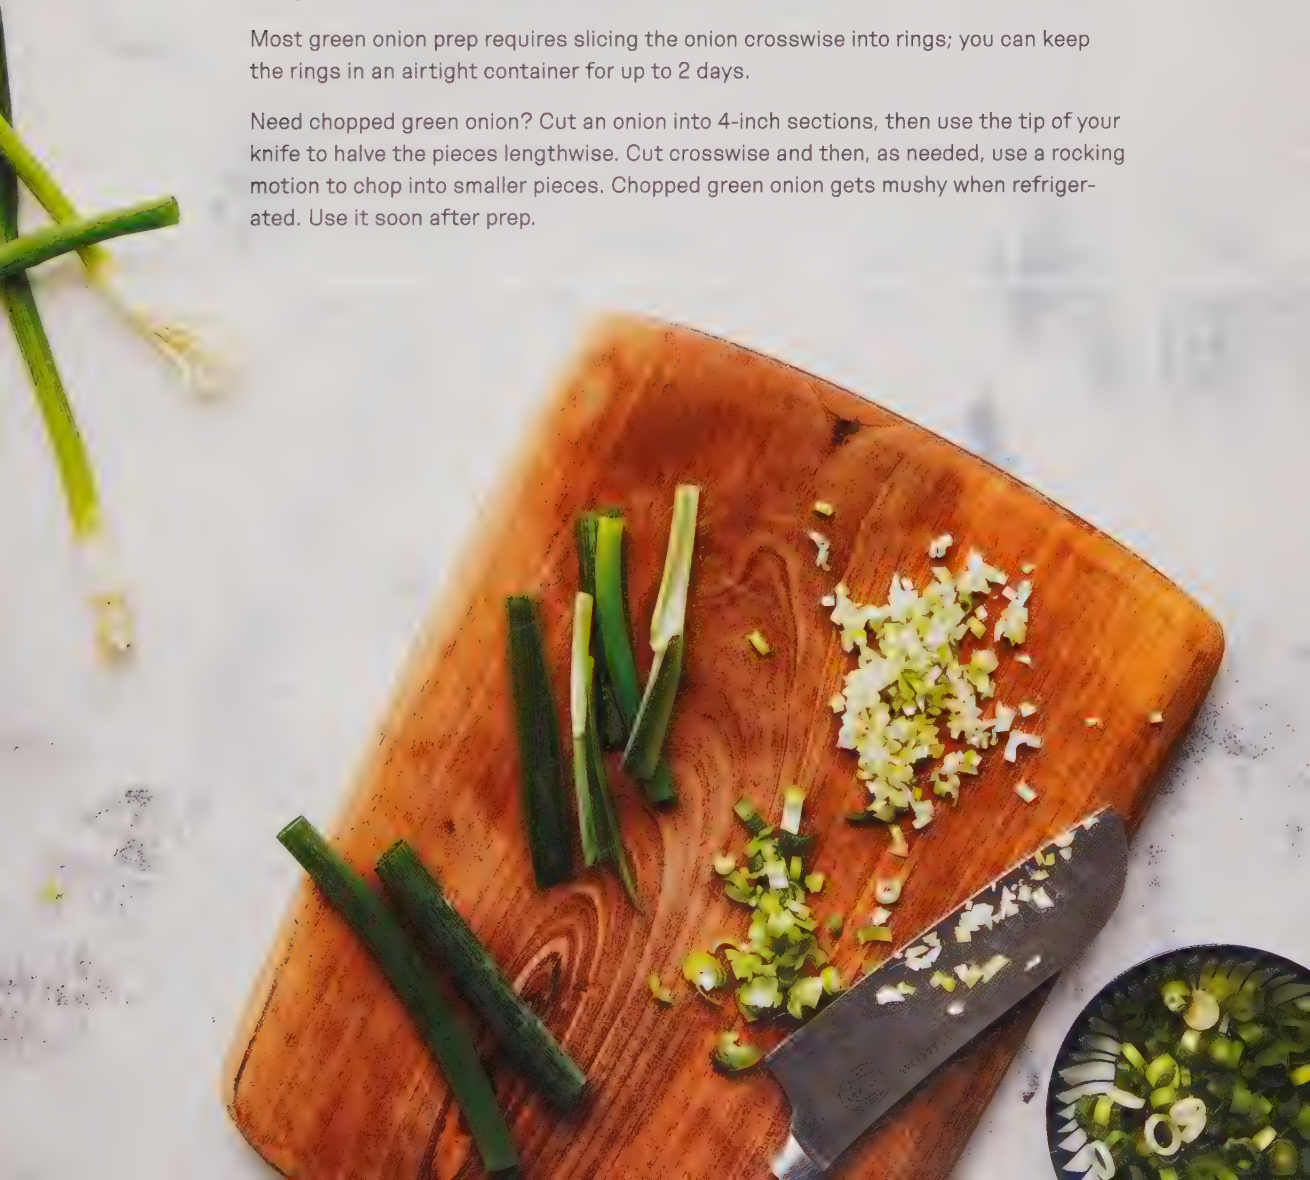 Most green onion prep requires slicing the onion crosswise into rings; you can keep
the rings in an airtight container for up to 2 days.
Need chopped green onion? Cut an onion into 4-inch sections, then use the tip of your
knife to halve the pieces lengthwise. Cut crosswise and then, as needed, use a rocking
motion to chop into smaller pieces. Chopped green onion gets mushy when refriger-
ated. Use it soon after prep.